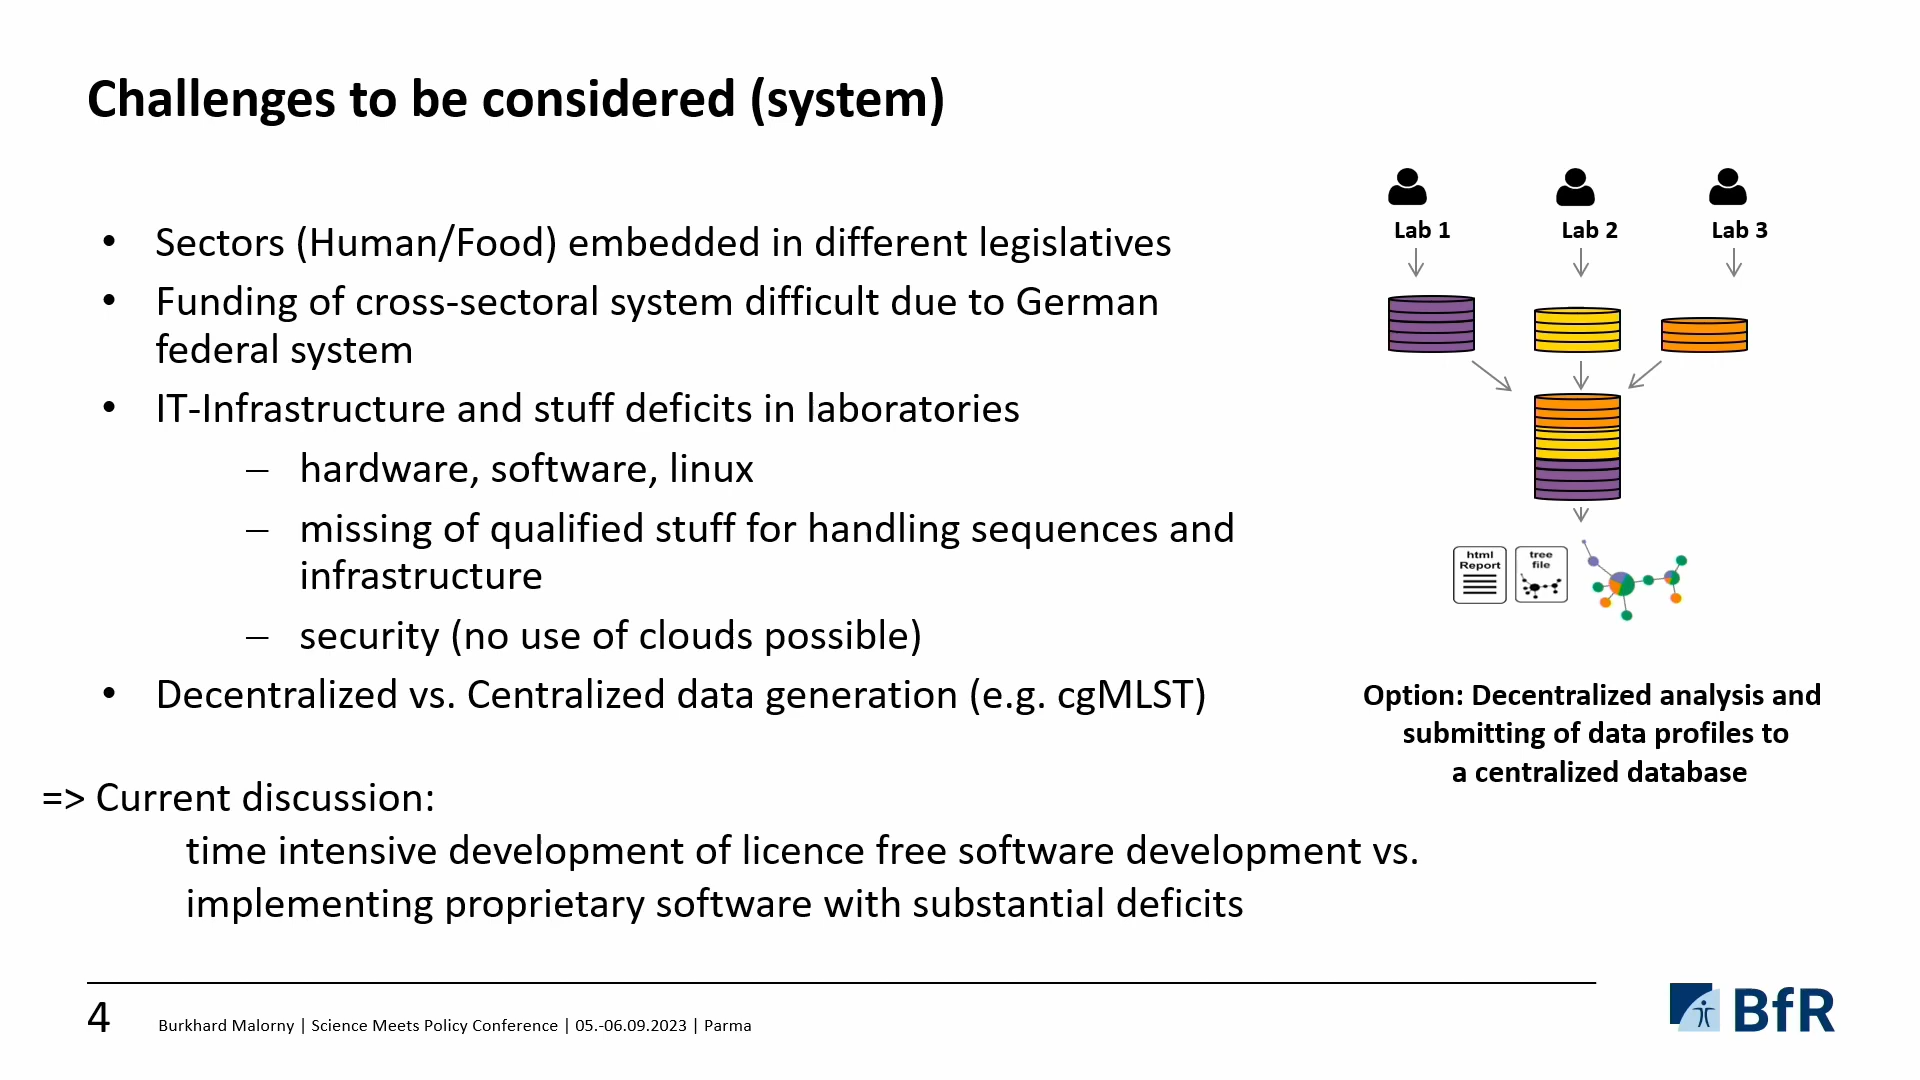 Challenges to be considered (system)
• Sectors (Human/Food) embedded in different legislatives
• Funding of cross-sectoral system difficult due to German
federal system
• IT-Infrastructure and stuff deficits in laboratories
– hardware, software, linux
– missing of qualified stuff for handling sequences and
infrastructure
– security (no use of clouds possible)
• Decentralized vs. Centralized data generation (e.g. cgMLST)
=> Current discussion:
time intensive development of licence free software development vs.
implementing proprietary software with substantial deficits
Lab 1
Lab 2
Lab 3
html
Report
tree
file
Option: Decentralized analysis and
submitting of data profiles to
a centralized database
4
Burkhard Malorny | Science Meets Policy Conference | 05.-06.09.2023 | Parma
BfR